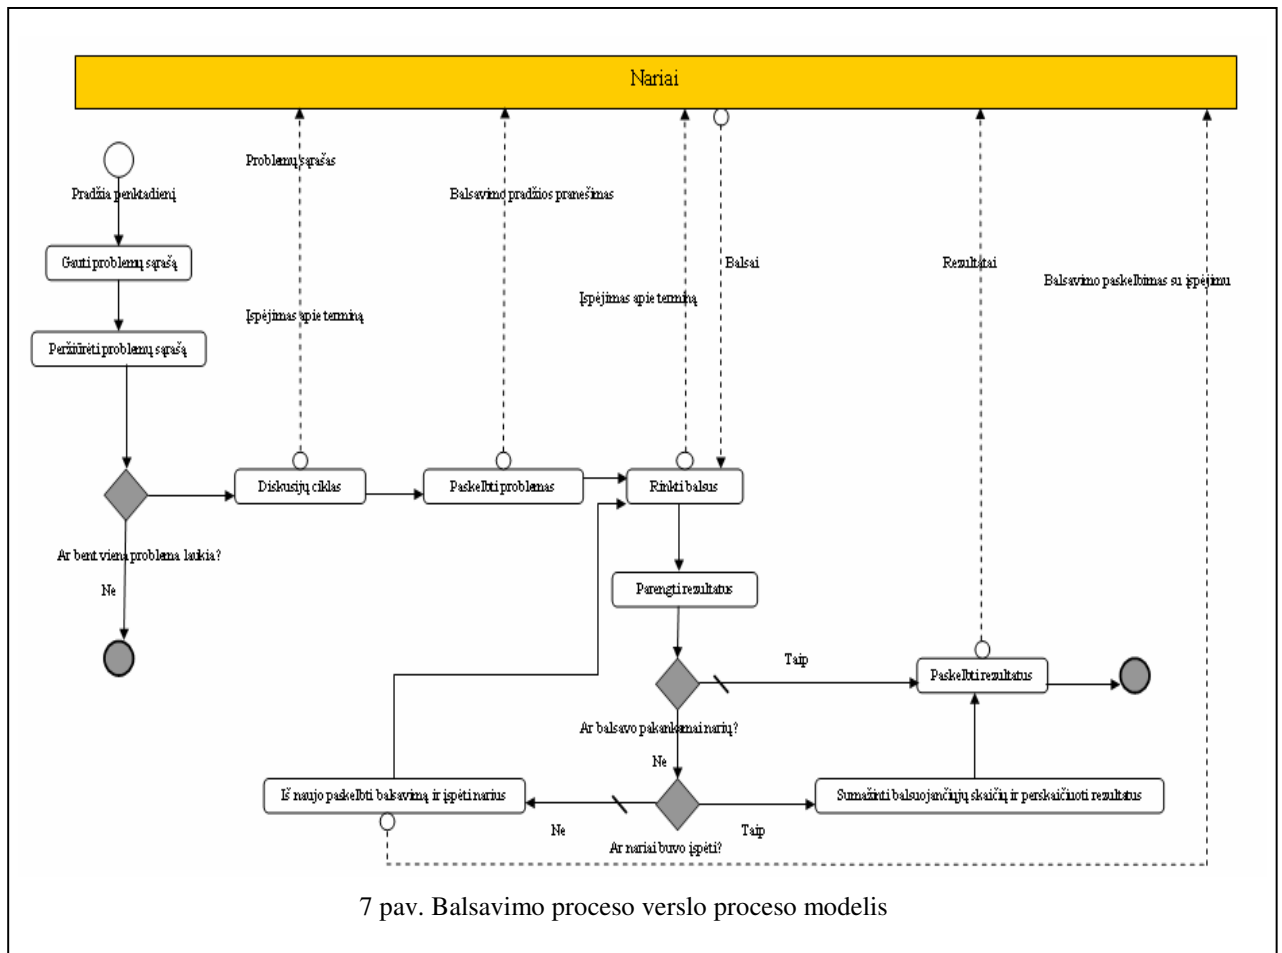 Nariai
Problemų sąrašas
Pradžia penktadienį
Balsavimo pradžios pranešimas
Gauti problemų sąrašą
Balsai
Rezultatai
Balsavimo paskelbimas su įspėjimu
Įspėjimas apie terminą
Įspėjimas apie terminą
Peržiūrėti problemų sąrašą
Diskusijų ciklas
Paskelbti problemas
Rinkti balsus
Ar bent viena problema laukia?
Ne
Parengti rezultatus
Taip
Paskelbti rezultatus
Ar balsavo pakankamai narių?
Ne
Iš naujo paskelbti balsavimą ir įspėti narius
Sumažinti balsuojančiųjų skaičių ir perskaičiuoti rezultatus
Ne
Taip
Ar nariai buvo įspėti?
7 pav. Balsavimo proceso verslo proceso modelis